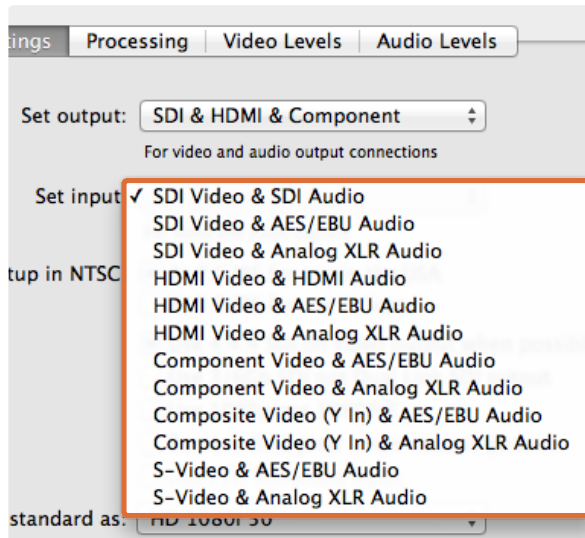 ings Processing Video Levels Audio Levels
Set output: SDI & HDMI & Component
For video and audio output connections
Set input ✓ SDI Video & SDI Audio
SDI Video & AES/EBU Audio
SDI Video & Analog XLR Audio
tup in NTSC
HDMI Video & HDMI Audio
HDMI Video & AES/EBU Audio
HDMI Video & Analog XLR Audio
Component Video & AES/EBU Audio
Component Video & Analog XLR Audio
Composite Video (Y In) & AES/EBU Audio
Composite Video (Y In) & Analog XLR Audio
S-Video & AES/EBU Audio
S-Video & Analog XLR Audio
standard as: HD 1080i 50